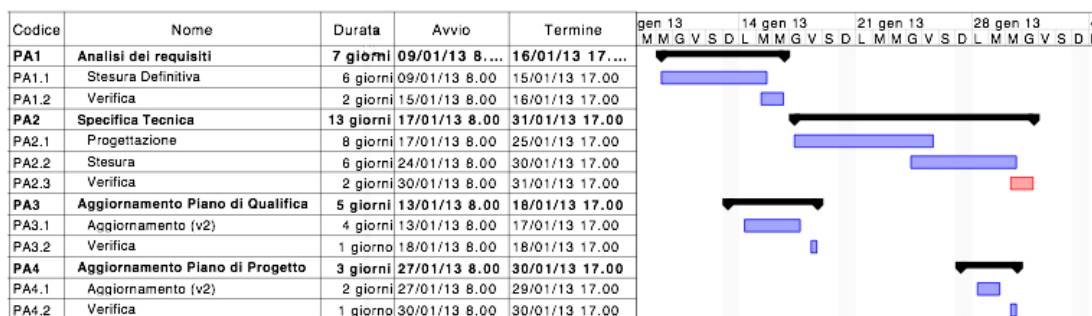 Codice Nome Durata Avvio Termine gen 13 14 gen 13 21 gen 13 28 gen 13
M M G V S D L M M G V S D L M M G V S D L M M G V S D
PA1 Analisi dei requisiti 7 giorni 09/01/13 8.... 16/01/13 17....
PA1.1 Stesura Definitiva 6 giorni 09/01/13 8.00 15/01/13 17.00
PA1.2 Verifica 2 giorni 15/01/13 8.00 16/01/13 17.00
PA2 Specifica Tecnica 13 giorni 17/01/13 8.00 31/01/13 17.00
PA2.1 Progettazione 8 giorni 17/01/13 8.00 25/01/13 17.00
PA2.2 Stesura 6 giorni 24/01/13 8.00 30/01/13 17.00
PA2.3 Verifica 2 giorni 30/01/13 8.00 31/01/13 17.00
PA3 Aggiornamento Piano di Qualifica 5 giorni 13/01/13 8.00 18/01/13 17.00
PA3.1 Aggiornamento (v2) 4 giorni 13/01/13 8.00 17/01/13 17.00
PA3.2 Verifica 1 giorno 18/01/13 8.00 18/01/13 17.00
PA4 Aggiornamento Piano di Progetto 3 giorni 27/01/13 8.00 30/01/13 17.00
PA4.1 Aggiornamento (v2) 2 giorni 27/01/13 8.00 29/01/13 17.00
PA4.2 Verifica 1 giorno 30/01/13 8.00 30/01/13 17.00